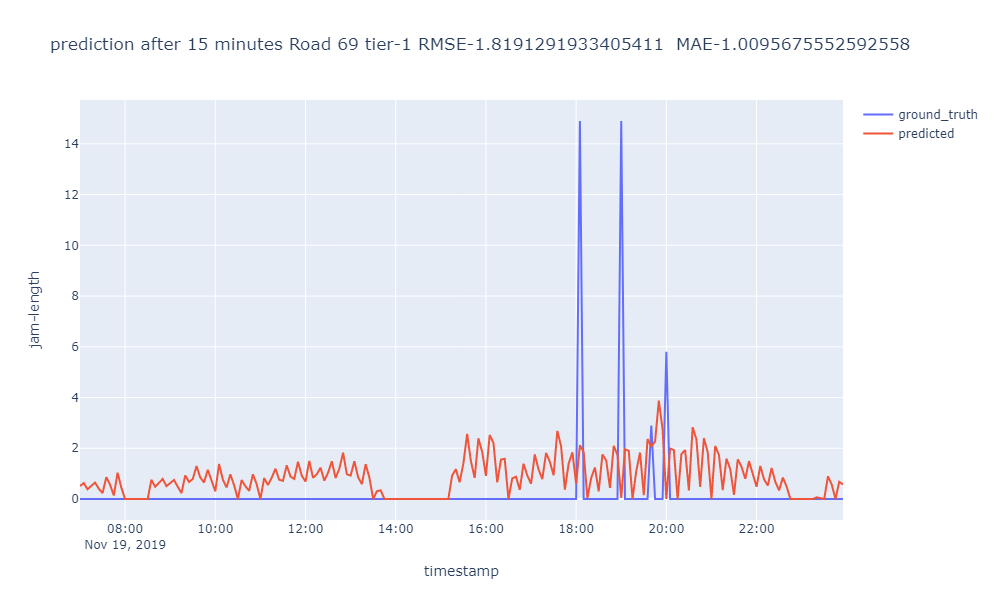 prediction after 15 minutes Road 69 tier-1 RMSE-1.8191291933405411  MAE-1.0095675552592558
ground_truth
predicted
14
12
10
8
6
4
2
0
jam-length
08:00 10:00 12:00 14:00 16:00 18:00 20:00 22:00
Nov 19, 2019
timestamp